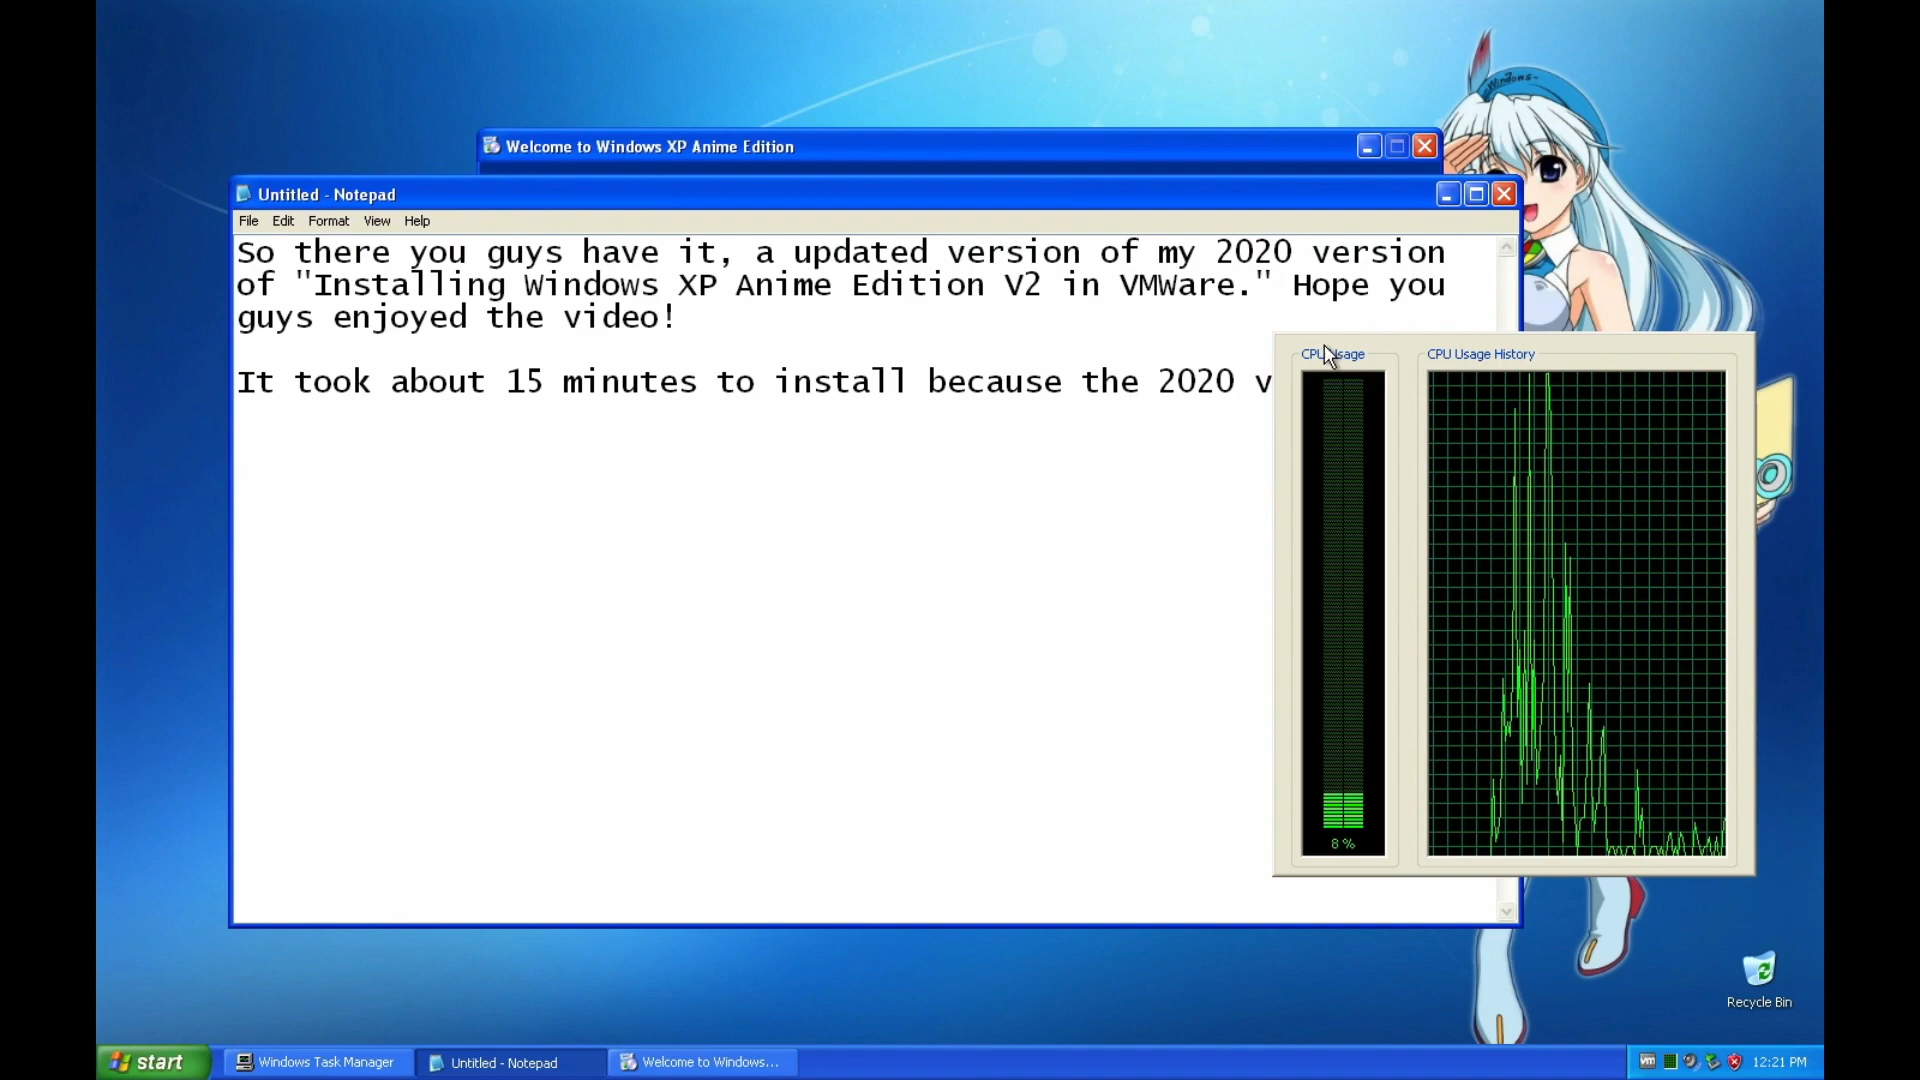 Windows
Welcome to Windows XP Anime Edition
Untitled - Notepad
File Edit Format View Help
So there you guys have it, a updated version of my 2020 version
of "Installing Windows XP Anime Edition V2 in VMWare." Hope you
guys enjoyed the video!
It took about 15 minutes to install because the 2020 v
CPU Usage
CPU Usage History
8 %
Recycle Bin
start
Windows Task Manager
Untitled - Notepad
Welcome to Windows...
vm
12:21 PM